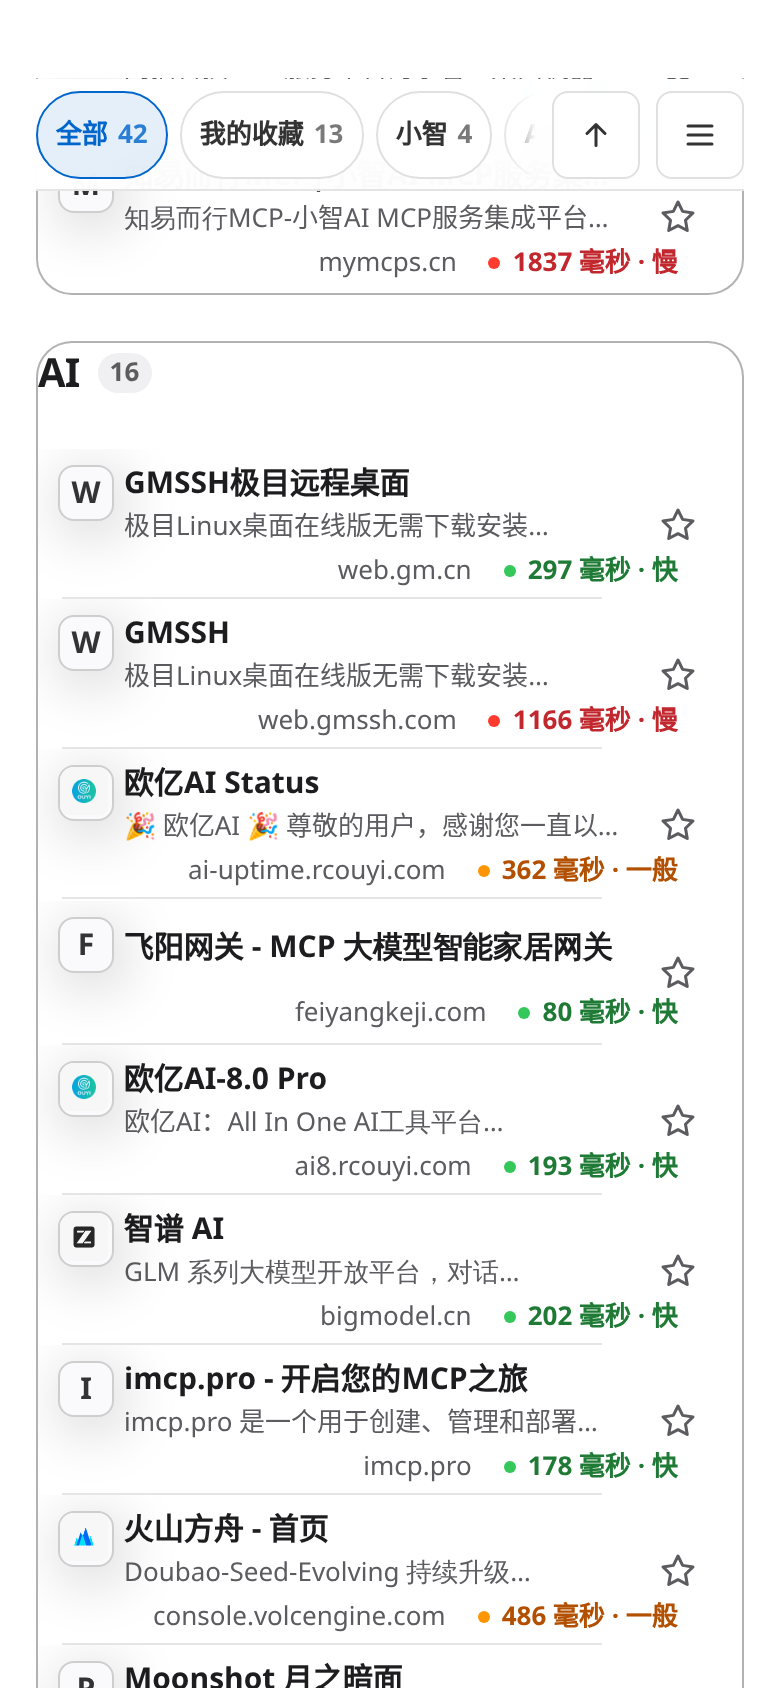 全部 42
我的收藏 13
小智 4
知易而行MCP-小智AI MCP服务集成平台...
mymcps.cn 1837 毫秒 · 慢
AI 16
W GMSSH极目远程桌面
极目Linux桌面在线版无需下载安装...
web.gm.cn 297 毫秒 · 快
W GMSSH
极目Linux桌面在线版无需下载安装...
web.gmssh.com 1166 毫秒 · 慢
欧亿AI Status
🎉 欧亿AI 🎉 尊敬的用户，感谢您一直以...
ai-uptime.rcouyi.com 362 毫秒 · 一般
F 飞阳网关 - MCP 大模型智能家居网关
feiyangkeji.com 80 毫秒 · 快
欧亿AI-8.0 Pro
欧亿AI：All In One AI工具平台...
ai8.rcouyi.com 193 毫秒 · 快
智谱 AI
GLM 系列大模型开放平台，对话...
bigmodel.cn 202 毫秒 · 快
I imcp.pro - 开启您的MCP之旅
imcp.pro 是一个用于创建、管理和部署...
imcp.pro 178 毫秒 · 快
火山方舟 - 首页
Doubao-Seed-Evolving 持续升级...
console.volcengine.com 486 毫秒 · 一般
Moonshot 月之暗面